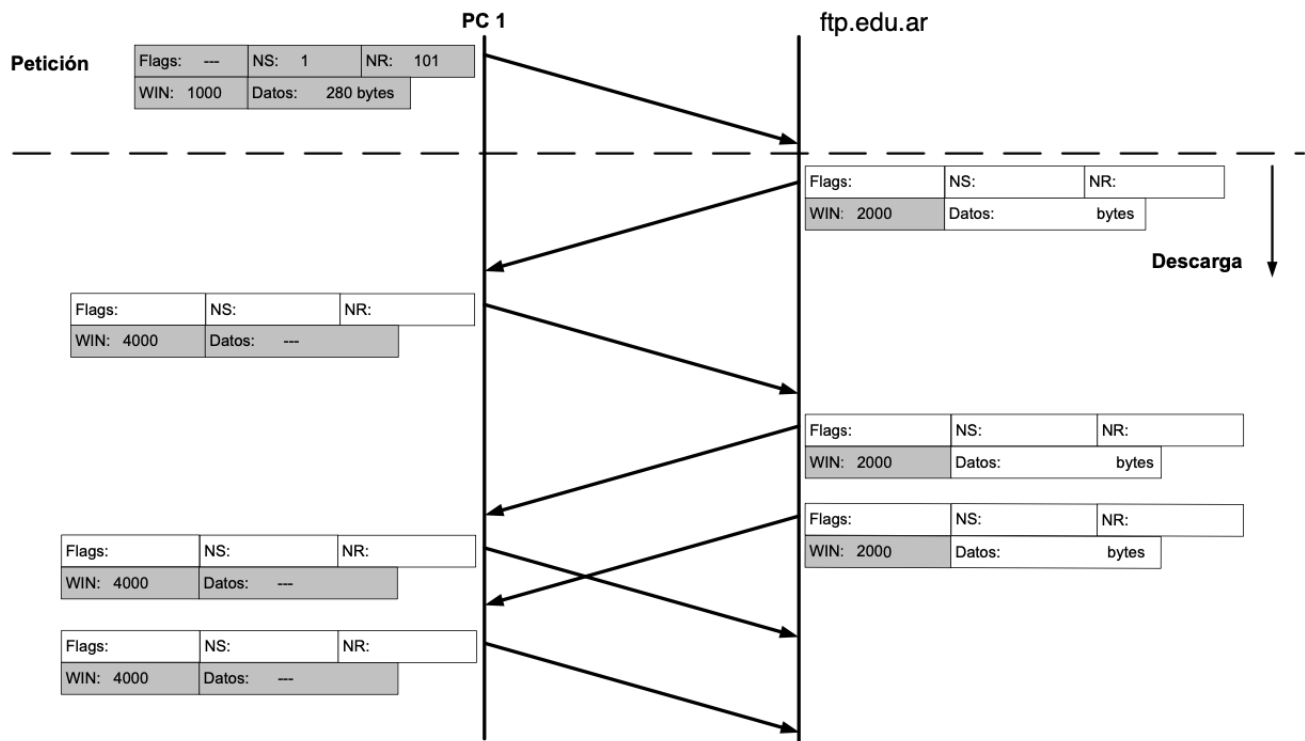 PC 1
ftp.edu.ar
Petición
Flags: --- NS: 1 NR: 101
WIN: 1000 Datos: 280 bytes
Flags: NS: NR:
WIN: 2000 Datos: bytes
Descarga
Flags: NS: NR:
WIN: 4000 Datos: ---
Flags: NS: NR:
WIN: 2000 Datos: bytes
Flags: NS: NR:
WIN: 2000 Datos: bytes
Flags: NS: NR:
WIN: 4000 Datos: ---
Flags: NS: NR:
WIN: 4000 Datos: ---